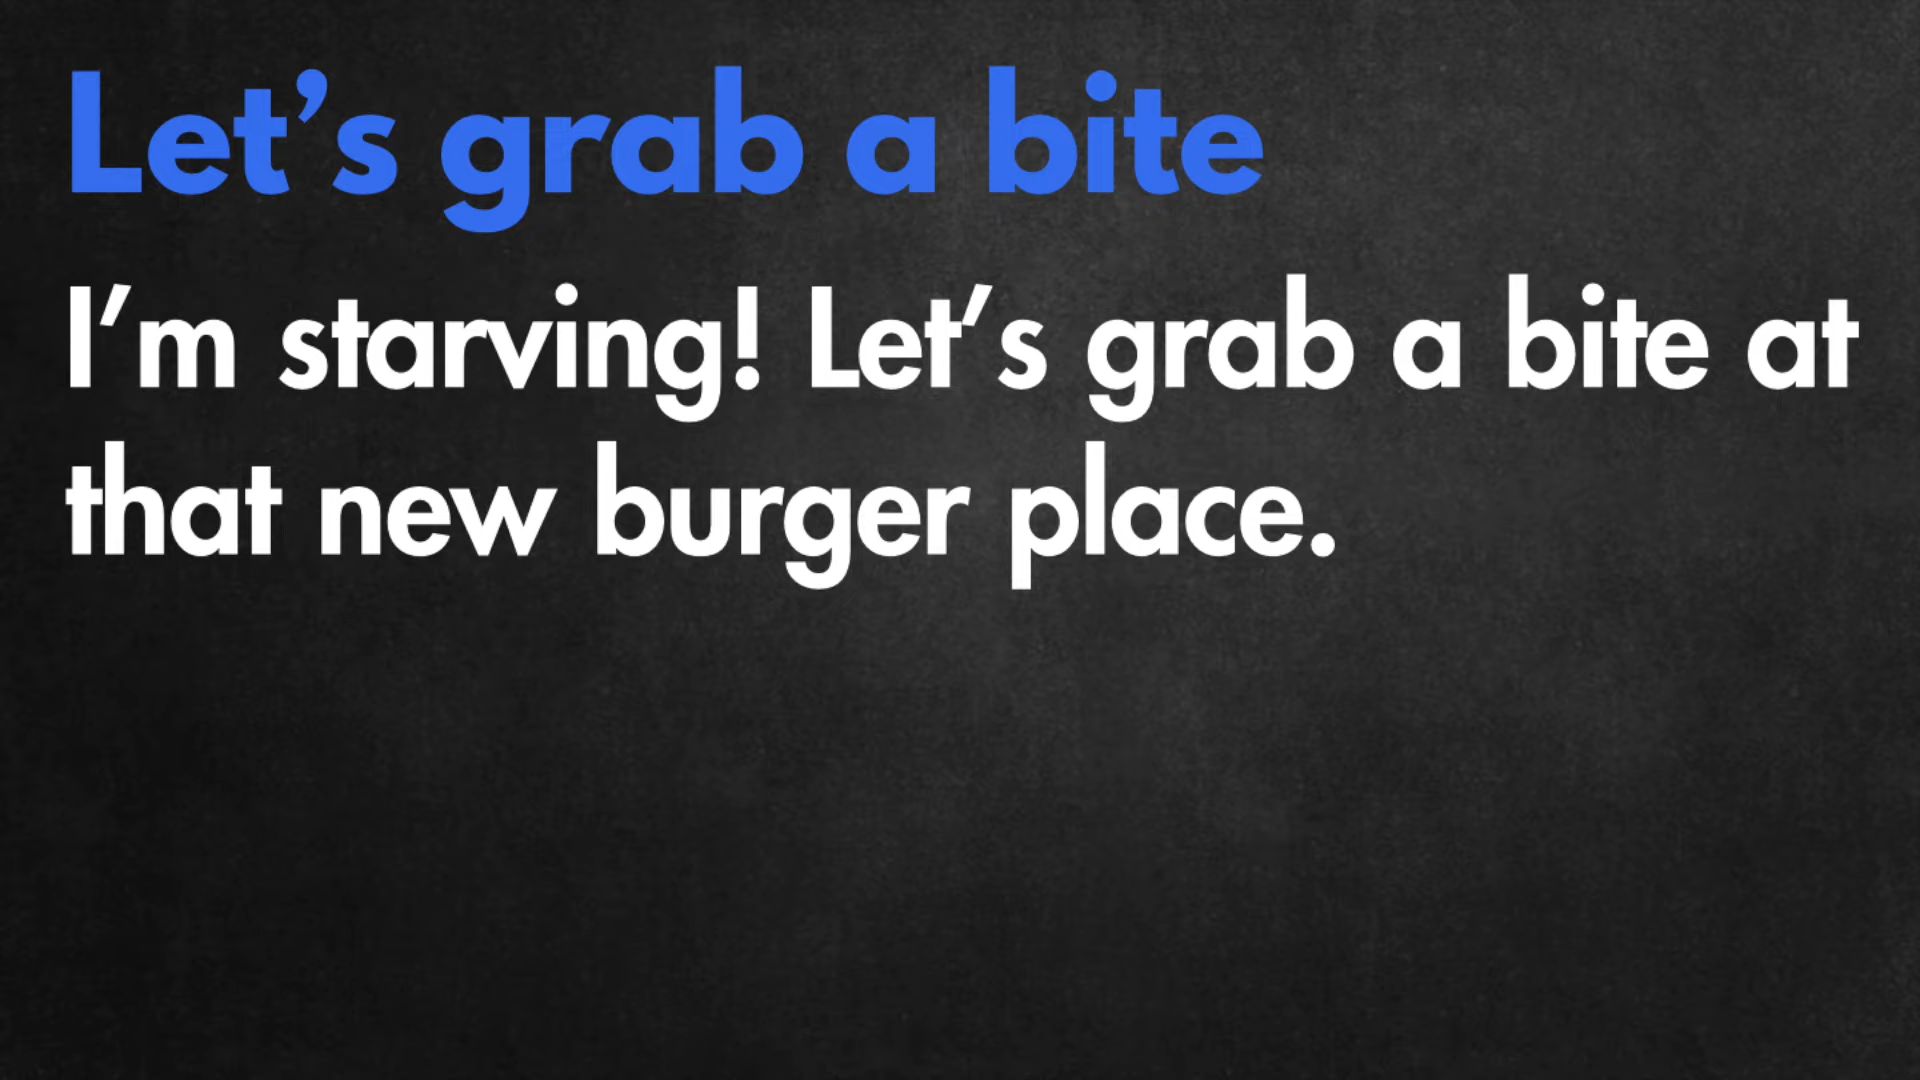 Let’s grab a bite
I’m starving! Let’s grab a bite at
that new burger place.